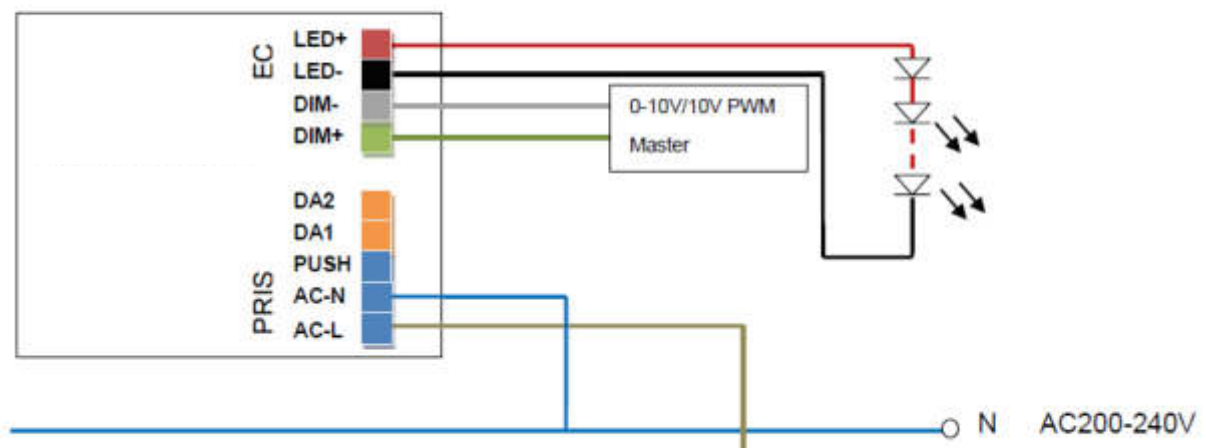 EC
LED+
LED-
DIM-
DIM+
0-10V/10V PWM
Master
PRIS
DA2
DA1
PUSH
AC-N
AC-L
N AC200-240V